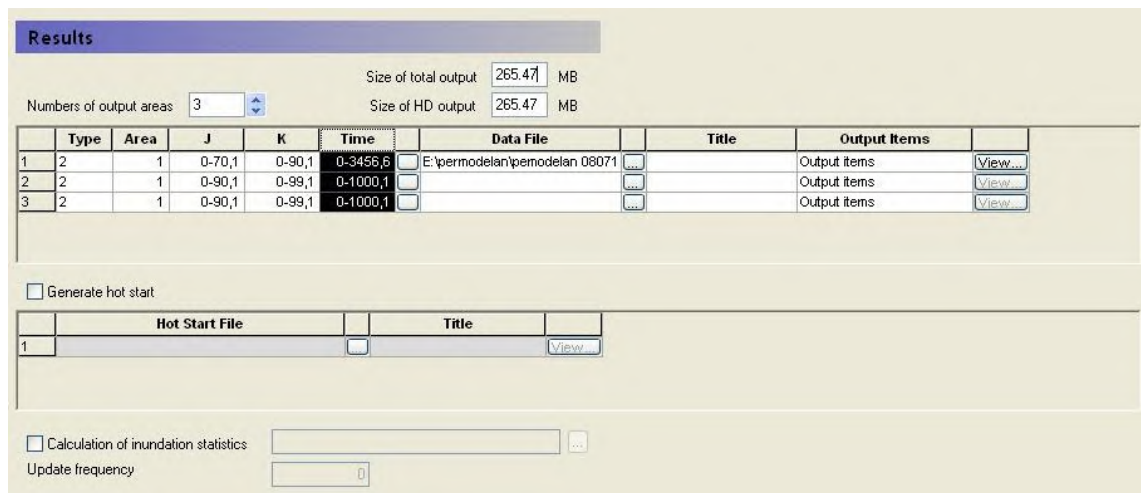 Results
Size of total output 265.47 MB
Numbers of output areas 3 Size of HD output 265.47 MB
Type Area J K Time Data File Title Output Items
1 2 1 0-70,1 0-90,1 0-3456,6 E:\permodelan\pemodelan 08071 ... Output items View...
2 2 1 0-90,1 0-99,1 0-1000,1 ... Output items View...
3 2 1 0-90,1 0-99,1 0-1000,1 ... Output items View...
Generate hot start
Hot Start File Title
1 ... View...
Calculation of inundation statistics ...
Update frequency 0